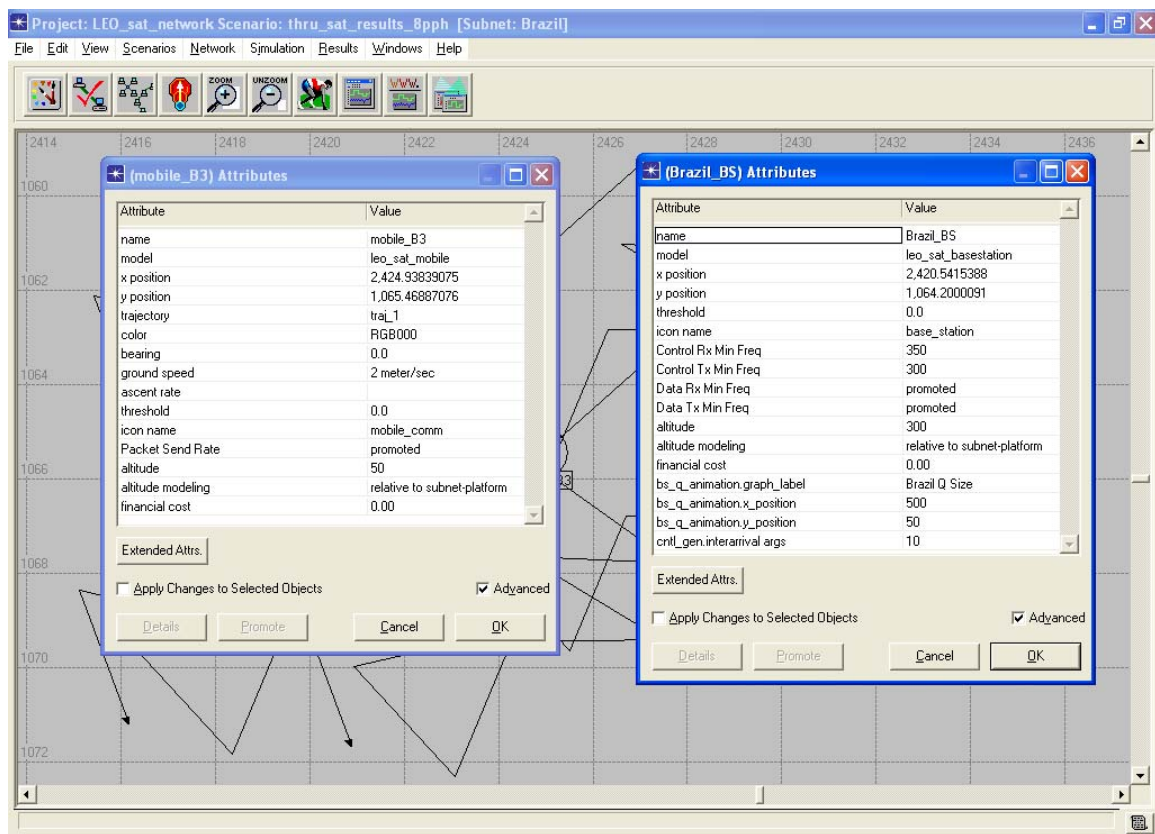 Project: LEO_sat_network Scenario: thru_sat_results_8pph [Subnet: Brazil]
File Edit View Scenarios Network Simulation Results Windows Help
ZOOM UNZOOM WWW.
2414 2416 2418 2420 2422 2424 2426 2428 2430 2432 2434 2436
1060
1062
1064
1066
1068
1070
1072
(mobile_B3) Attributes
Attribute Value
name mobile_B3
model leo_sat_mobile
x position 2,424.93839075
y position 1,065.46887076
trajectory traj_1
color RGB000
bearing 0.0
ground speed 2 meter/sec
ascent rate
threshold 0.0
icon name mobile_comm
Packet Send Rate promoted
altitude 50
altitude modeling relative to subnet-platform
financial cost 0.00
Extended Attrs.
Apply Changes to Selected Objects Advanced
Details Promote Cancel OK
3
(Brazil_BS) Attributes
Attribute Value
name Brazil_BS
model leo_sat_basestation
x position 2,420.5415388
y position 1,064.2000091
threshold 0.0
icon name base_station
Control Rx Min Freq 350
Control Tx Min Freq 300
Data Rx Min Freq promoted
Data Tx Min Freq promoted
altitude 300
altitude modeling relative to subnet-platform
financial cost 0.00
bs_q_animation.graph_label Brazil Q Size
bs_q_animation.x_position 500
bs_q_animation.y_position 50
cntl_gen.interarrival args 10
Extended Attrs.
Apply Changes to Selected Objects Advanced
Details Promote Cancel OK